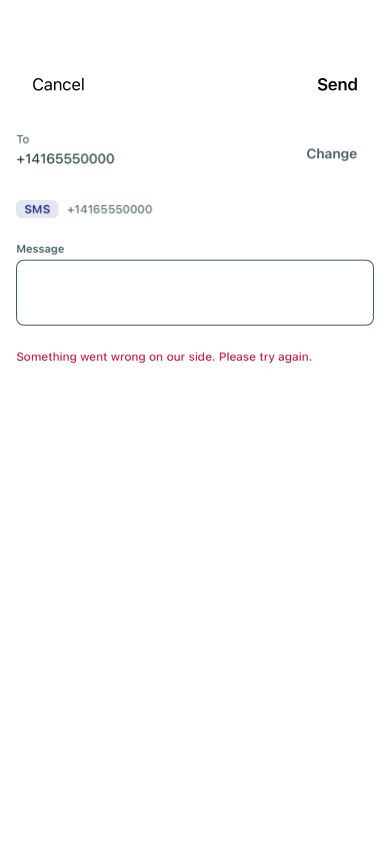 Cancel
Send
To
+14165550000
Change
SMS +14165550000
Message
Something went wrong on our side. Please try again.